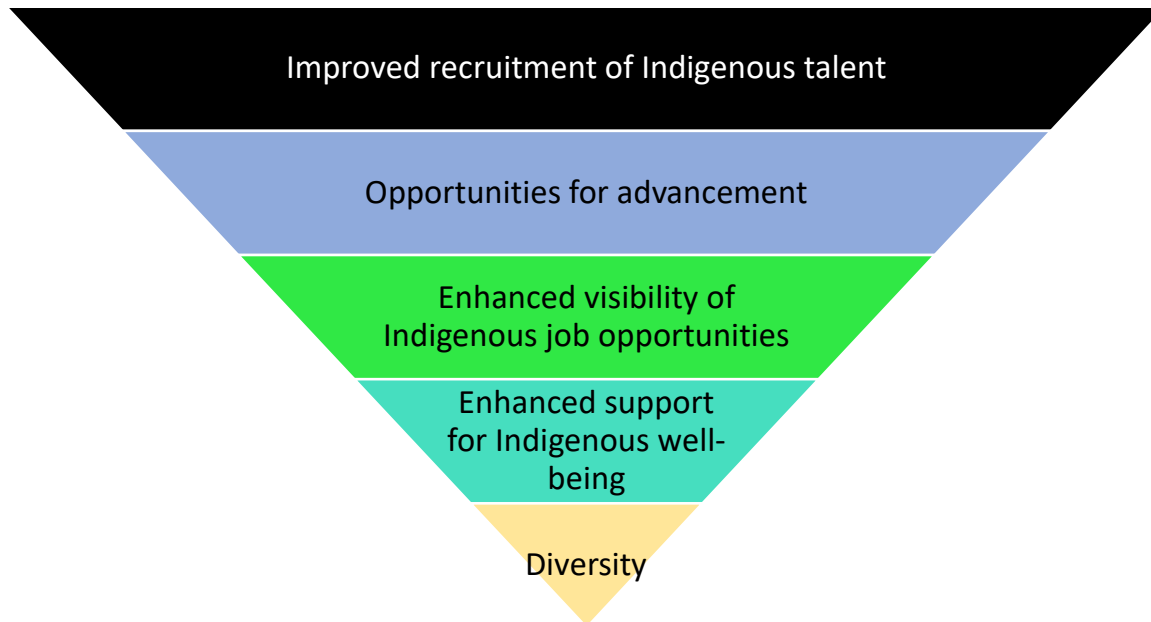 Improved recruitment of Indigenous talent
Opportunities for advancement
Enhanced visibility of
Indigenous job opportunities
Enhanced support
for Indigenous well-
being
Diversity